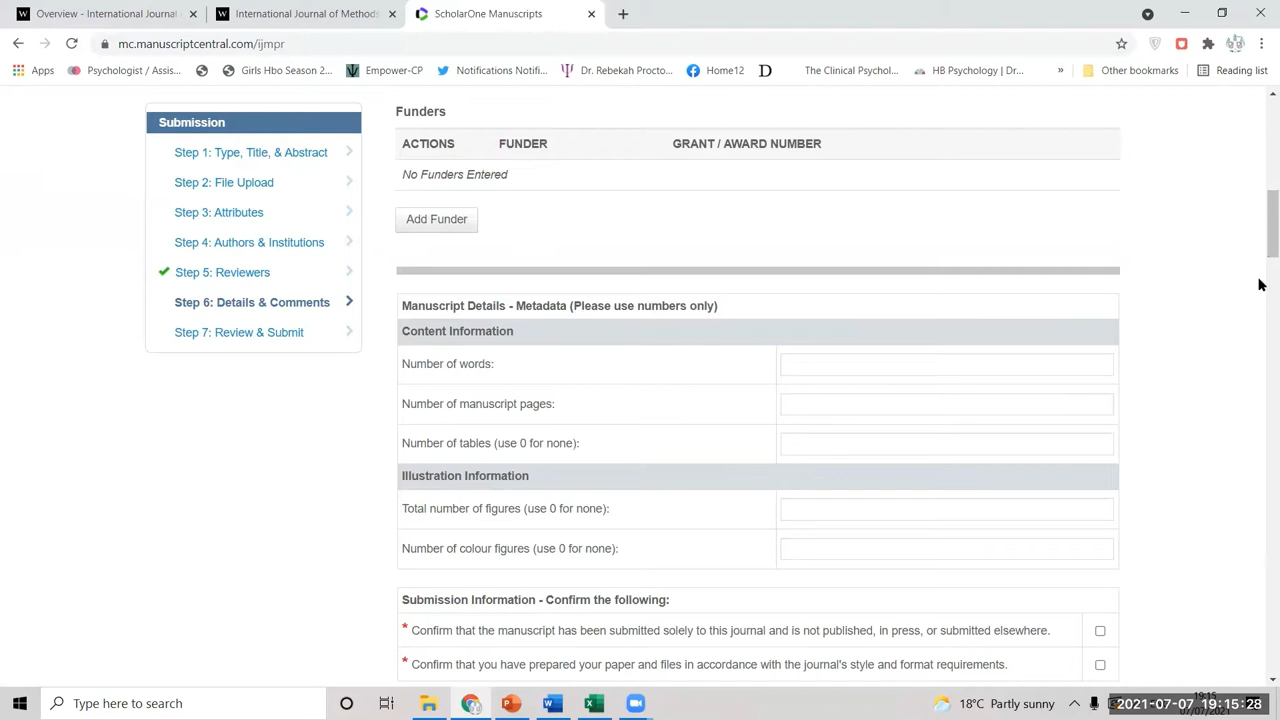 Overview - International Journal
International Journal of Methods
ScholarOne Manuscripts
mc.manuscriptcentral.com/ijmpr
Apps
Psychologist / Assis...
Girls Hbo Season 2...
Empower-CP
Notifications Notifi...
Dr. Rebekah Procto...
Home12
D
The Clinical Psychol...
HB Psychology | Dr...
»
Other bookmarks
Reading list
Submission
Step 1: Type, Title, & Abstract
Step 2: File Upload
Step 3: Attributes
Step 4: Authors & Institutions
Step 5: Reviewers
Step 6: Details & Comments
Step 7: Review & Submit
Funders
ACTIONS FUNDER GRANT / AWARD NUMBER
No Funders Entered
Add Funder
Manuscript Details - Metadata (Please use numbers only)
Content Information
Number of words:
Number of manuscript pages:
Number of tables (use 0 for none):
Illustration Information
Total number of figures (use 0 for none):
Number of colour figures (use 0 for none):
Submission Information - Confirm the following:
* Confirm that the manuscript has been submitted solely to this journal and is not published, in press, or submitted elsewhere.
* Confirm that you have prepared your paper and files in accordance with the journal's style and format requirements.
Type here to search
18°C Partly sunny
19:15
07/07/2021
2021-07-07 19:15:28